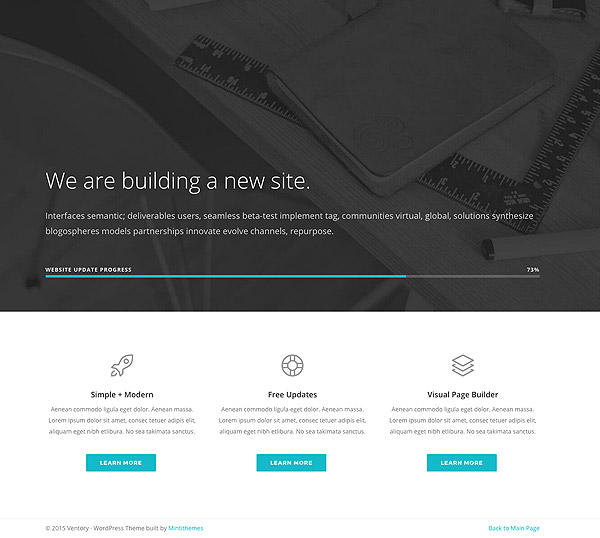 We are building a new site.
Interfaces semantic; deliverables users, seamless beta-test implement tag, communities virtual, global, solutions synthesize
blogospheres models partnerships innovate evolve channels, repurpose.
WEBSITE UPDATE PROGRESS 73%
Simple + Modern
Aenean commodo ligula eget dolor. Aenean massa.
Lorem ipsum dolor sit amet, consec tetuer adipis elit,
aliquam eget nibh etlibura. No sea takimata sanctus.
LEARN MORE
Free Updates
Aenean commodo ligula eget dolor. Aenean massa.
Lorem ipsum dolor sit amet, consec tetuer adipis elit,
aliquam eget nibh etlibura. No sea takimata sanctus.
LEARN MORE
Visual Page Builder
Aenean commodo ligula eget dolor. Aenean massa.
Lorem ipsum dolor sit amet, consec tetuer adipis elit,
aliquam eget nibh etlibura. No sea takimata sanctus.
LEARN MORE
© 2015 Ventory - WordPress Theme built by Mintithemes Back to Main Page